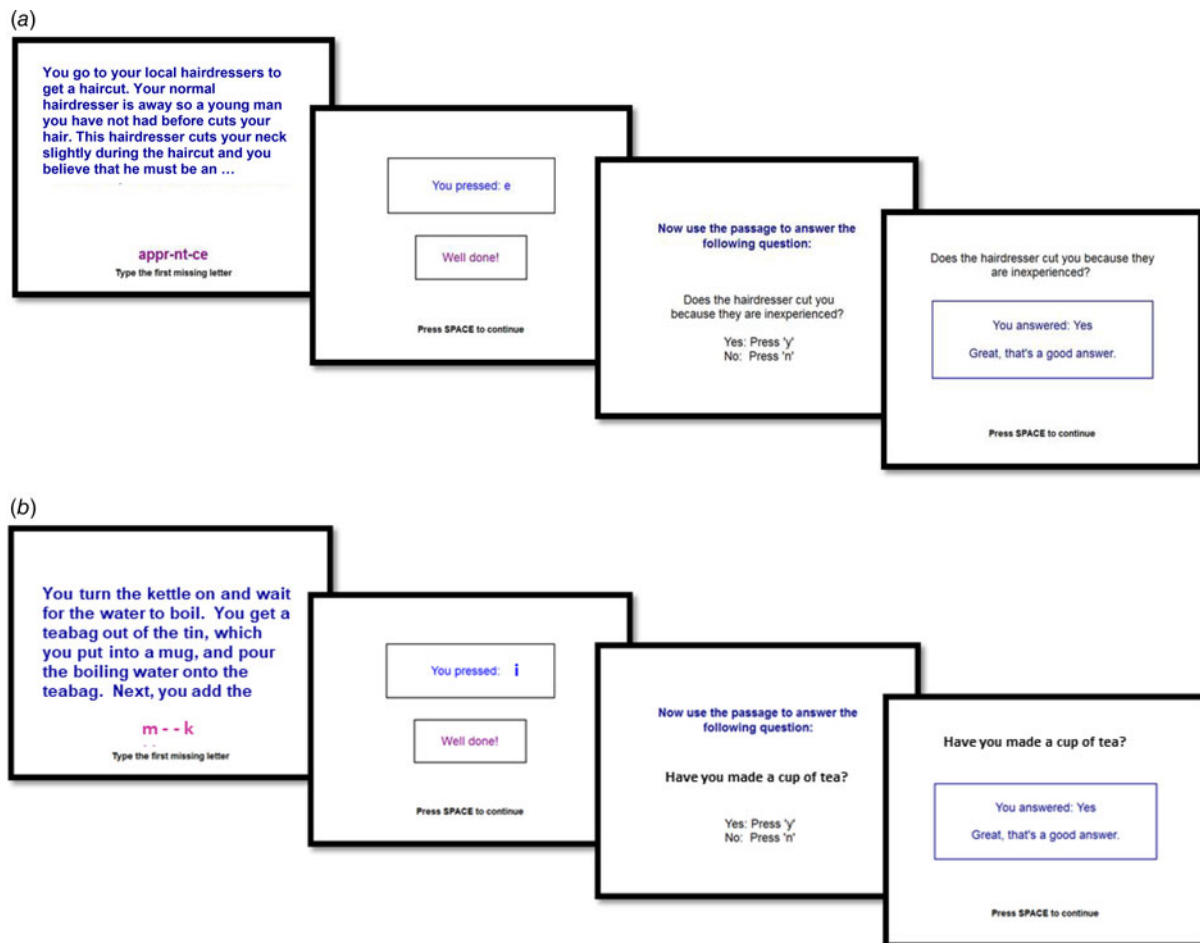 (a)
You go to your local hairdressers to
get a haircut. Your normal
hairdresser is away so a young man
you have not had before cuts your
hair. This hairdresser cuts your neck
slightly during the haircut and you
believe that he must be an ...
appr-nt-ce
Type the first missing letter
You pressed: e
Well done!
Press SPACE to continue
Now use the passage to answer the
following question:
Does the hairdresser cut you
because they are inexperienced?
Yes: Press 'y'
No: Press 'n'
Does the hairdresser cut you because they
are inexperienced?
You answered: Yes
Great, that's a good answer.
Press SPACE to continue
(b)
You turn the kettle on and wait
for the water to boil. You get a
teabag out of the tin, which
you put into a mug, and pour
the boiling water onto the
teabag. Next, you add the
m - - k
Type the first missing letter
You pressed: i
Well done!
Press SPACE to continue
Now use the passage to answer the
following question:
Have you made a cup of tea?
Yes: Press 'y'
No: Press 'n'
Have you made a cup of tea?
You answered: Yes
Great, that's a good answer.
Press SPACE to continue